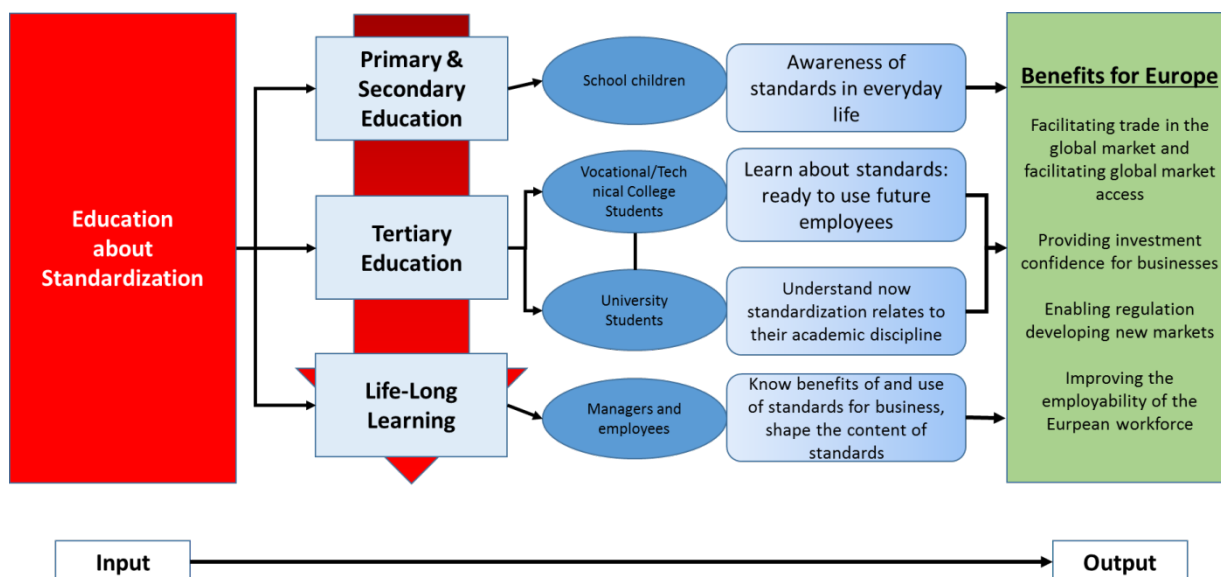 Education
about
Standardization
Primary &
Secondary
Education
School children
Awareness of
standards in everyday
life
Tertiary
Education
Vocational/Tech
nical College
Students
Learn about standards:
ready to use future
employees
University
Students
Understand now
standardization relates to
their academic discipline
Life-Long
Learning
Managers and
employees
Know benefits of and use
of standards for business,
shape the content of
standards
Benefits for Europe
Facilitating trade in the
global market and
facilitating global market
access
Providing investment
confidence for businesses
Enabling regulation
developing new markets
Improving the
employability of the
Eurpean workforce
Input
Output